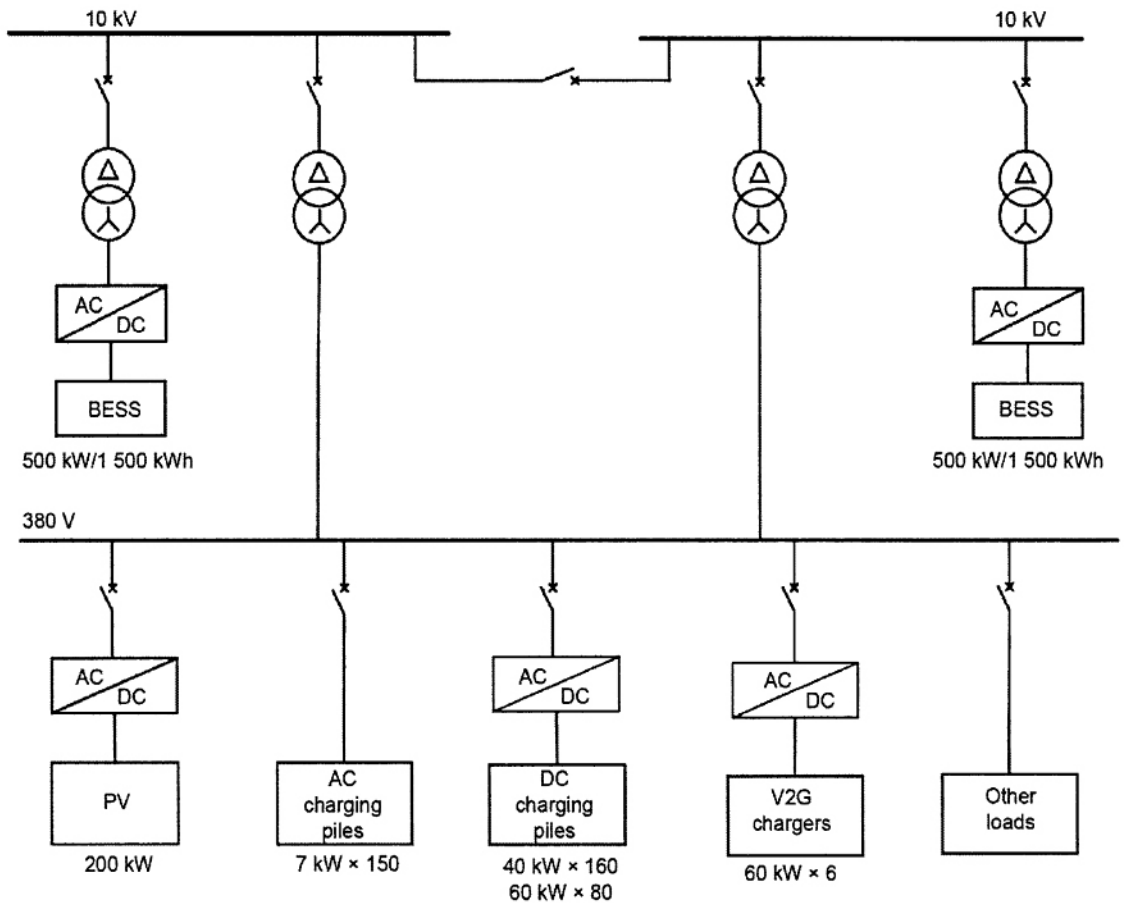 10 kV
10 kV
AC
DC
AC
DC
BESS
BESS
500 kW/1 500 kWh
500 kW/1 500 kWh
380 V
AC
DC
AC
DC
AC
DC
PV
AC
charging
piles
DC
charging
piles
V2G
chargers
Other
loads
200 kW
7 kW × 150
40 kW × 160
60 kW × 80
60 kW × 6